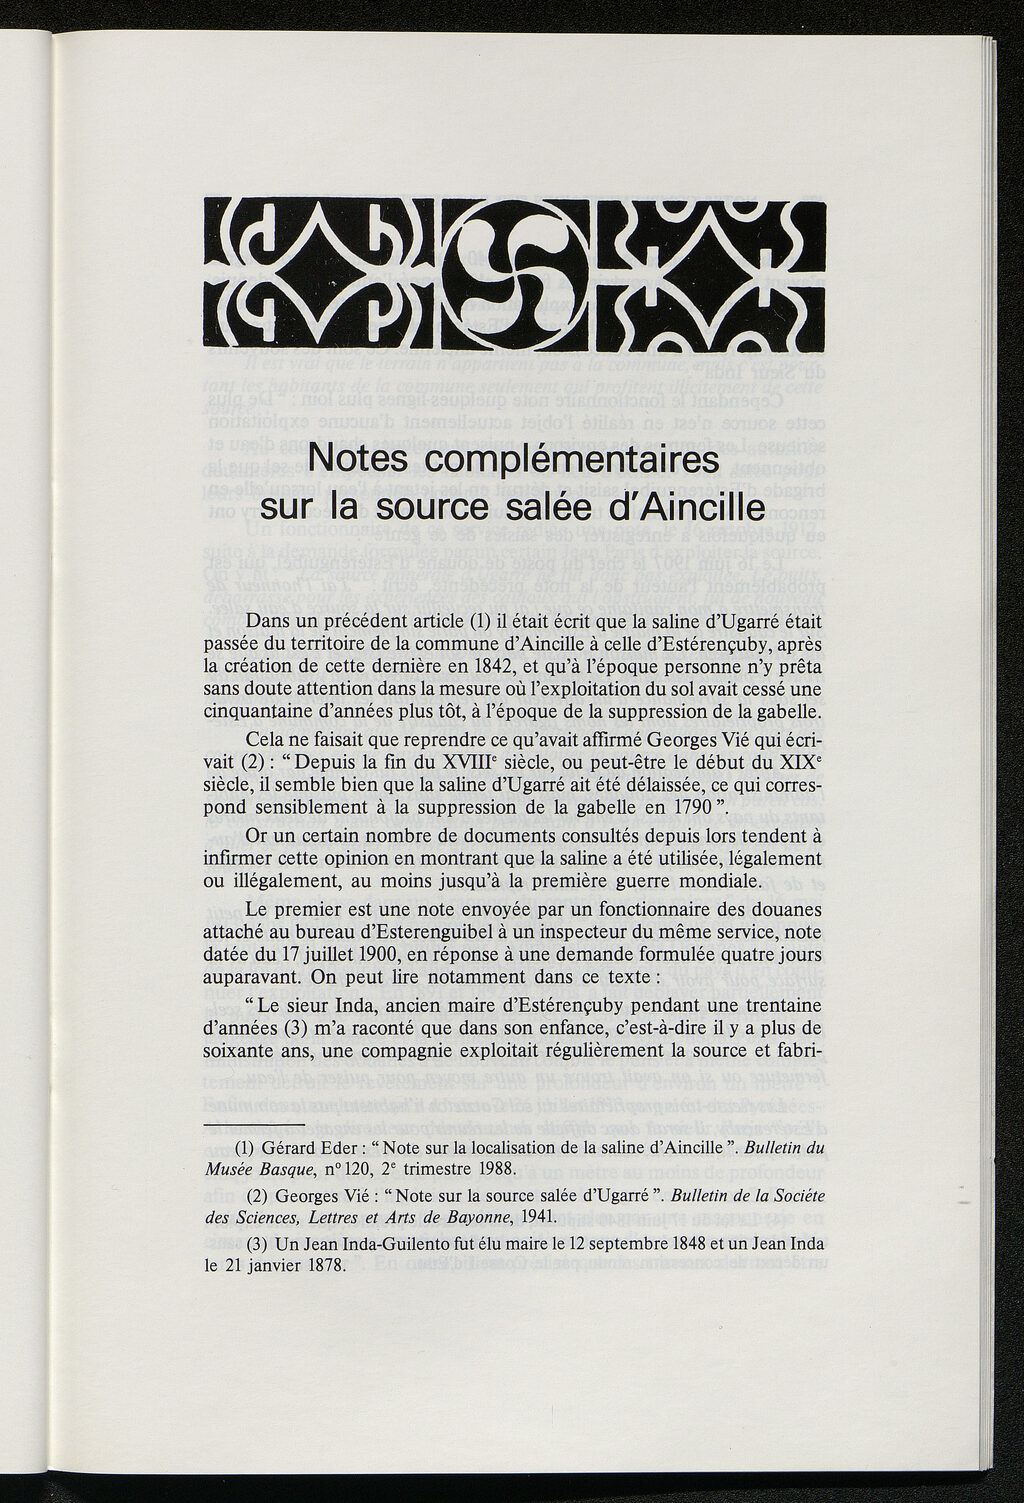 Notes complémentaires
sur la source salée d'Aincille
Dans un précédent article (1) il était écrit que la saline d'Ugarré était
passée du territoire de la commune d'Aincille à celle d'Estérençuby, après
la création de cette dernière en 1842, et qu'à l'époque personne n'y prêta
sans doute attention dans la mesure où l'exploitation du sol avait cessé une
cinquantaine d'années plus tôt, à l'époque de la suppression de la gabelle.
Cela ne faisait que reprendre ce qu'avait affirmé Georges Vié qui écri-
vait (2) : “ Depuis la fin du XVIIIe siècle, ou peut-être le début du XIXe
siècle, il semble bien que la saline d'Ugarré ait été délaissée, ce qui corres-
pond sensiblement à la suppression de la gabelle en 1790 ”
Or un certain nombre de documents consultés depuis lors tendent à
infirmer cette opinion en montrant que la saline a été utilisée, légalement
ou illégalement, au moins jusqu'à la première guerre mondiale.
Le premier est une note envoyée par un fonctionnaire des douanes
attaché au bureau d'Esterenguibel à un inspecteur du même service, note
datée du 17 juillet 1900, en réponse à une demande formulée quatre jours
auparavant. On peut lire notamment dans ce texte :
“ Le sieur Inda, ancien maire d'Estérençuby pendant une trentaine
d'années (3) m'a raconté que dans son enfance, c'est-à-dire il y a plus de
soixante ans, une compagnie exploitait régulièrement la source et fabri-
(1) Gérard Eder : “ Note sur la localisation de la saline d'Aincille ”. Bulletin du
Musée Basque, n° 120, 2e trimestre 1988.
(2) Georges Vié : “ Note sur la source salée d'Ugarré ”. Bulletin de la Sociéte
des Sciences, Lettres et Arts de Bayonne, 1941.
(3) Un Jean Inda-Guilento fut élu maire le 12 septembre 1848 et un Jean Inda
le 21 janvier 1878.